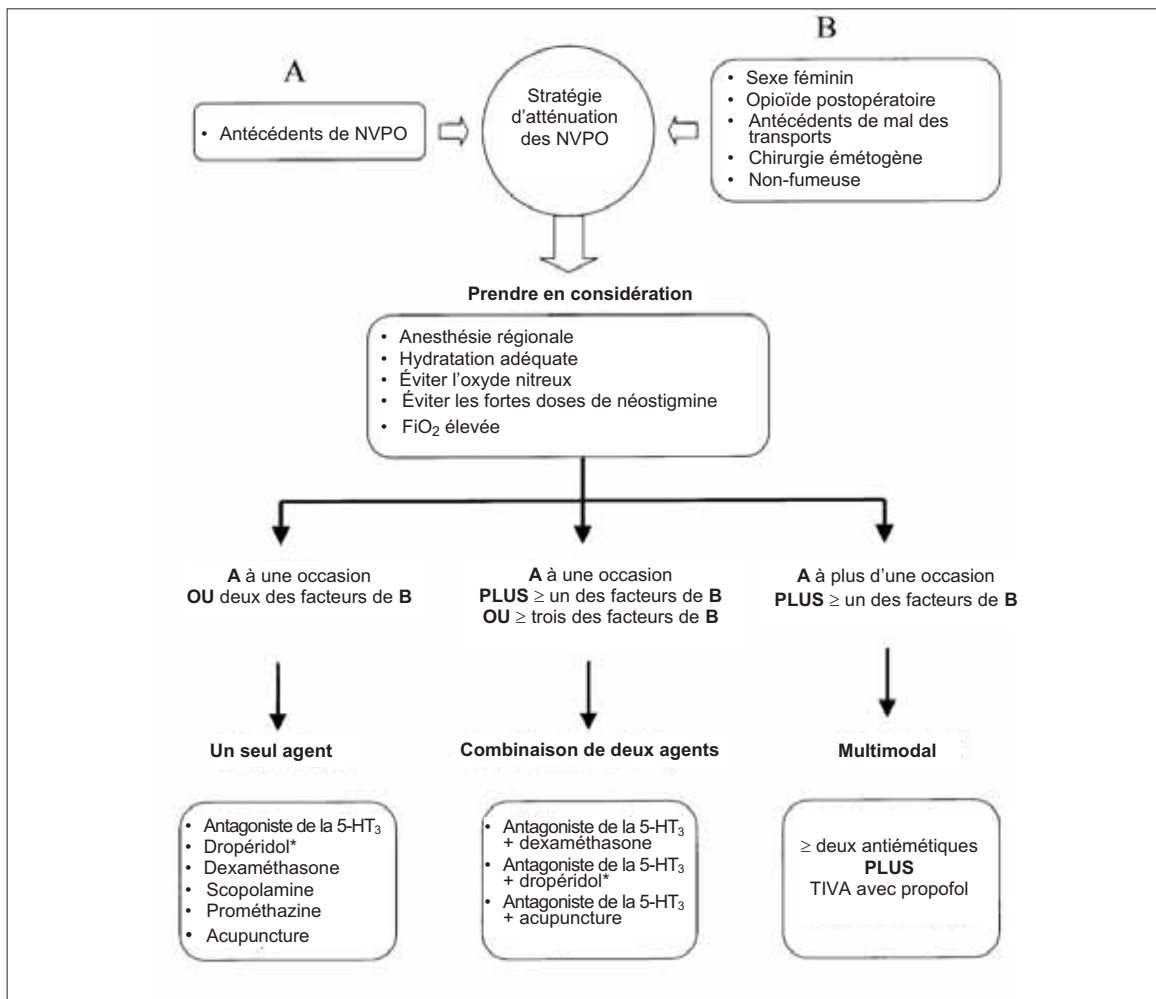 A
• Antécédents de NVPO
Stratégie
d'atténuation
des NVPO
B
• Sexe féminin
• Opioïde postopératoire
• Antécédents de mal des
transports
• Chirurgie émétogène
• Non-fumeuse
Prendre en considération
• Anesthésie régionale
• Hydratation adéquate
• Éviter l'oxyde nitreux
• Éviter les fortes doses de néostigmine
• FiO₂ élevée
A à une occasion
OU deux des facteurs de B
A à une occasion
PLUS ≥ un des facteurs de B
OU ≥ trois des facteurs de B
A à plus d'une occasion
PLUS ≥ un des facteurs de B
Un seul agent
• Antagoniste de la 5-HT₃
• Dropéridol*
• Dexaméthasone
• Scopolamine
• Prométhazine
• Acupuncture
Combinaison de deux agents
• Antagoniste de la 5-HT₃
+ dexaméthasone
• Antagoniste de la 5-HT₃
+ dropéridol*
• Antagoniste de la 5-HT₃
+ acupuncture
Multimodal
≥ deux antiémétiques
PLUS
TIVA avec propofol